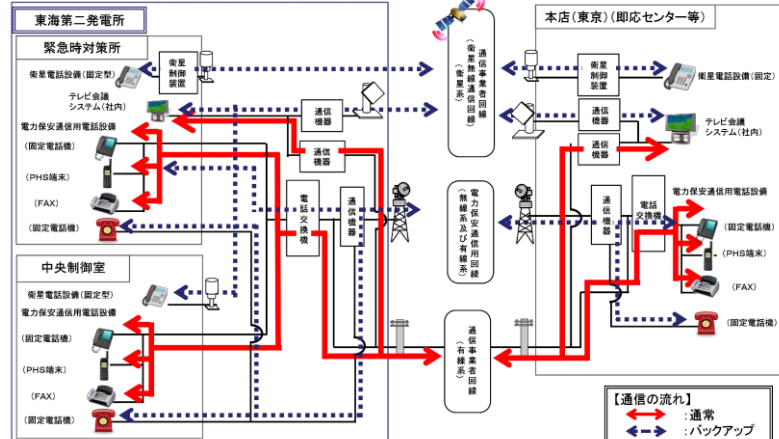 東海第二発電所
緊急時対策所
衛星電話設備(固定型)
衛星
制御
装置
テレビ会議
システム(社内)
電力保安通信用電話設備
(固定電話機)
(PHS端末)
(FAX)
(固定電話機)
通信
機器
通信
機器
電話交換機
通信機器
中央制御室
衛星電話設備(固定型)
電力保安通信用電話設備
(固定電話機)
(PHS端末)
(FAX)
(固定電話機)
通信事業者回線
(衛星無線通信回線)
(衛星系)
電力保安通信用回線
(無線系及び有線系)
通信事業者回線
(有線系)
本店(東京)(即応センター等)
衛星
制御
装置
衛星電話設備(固定)
通信
機器
通信
機器
テレビ会議
システム(社内)
通信機器
電話
交換機
電力保安通信用電話設備
(固定電話機)
(PHS端末)
(FAX)
(固定電話機)
【通信の流れ】
:通常
:バックアップ